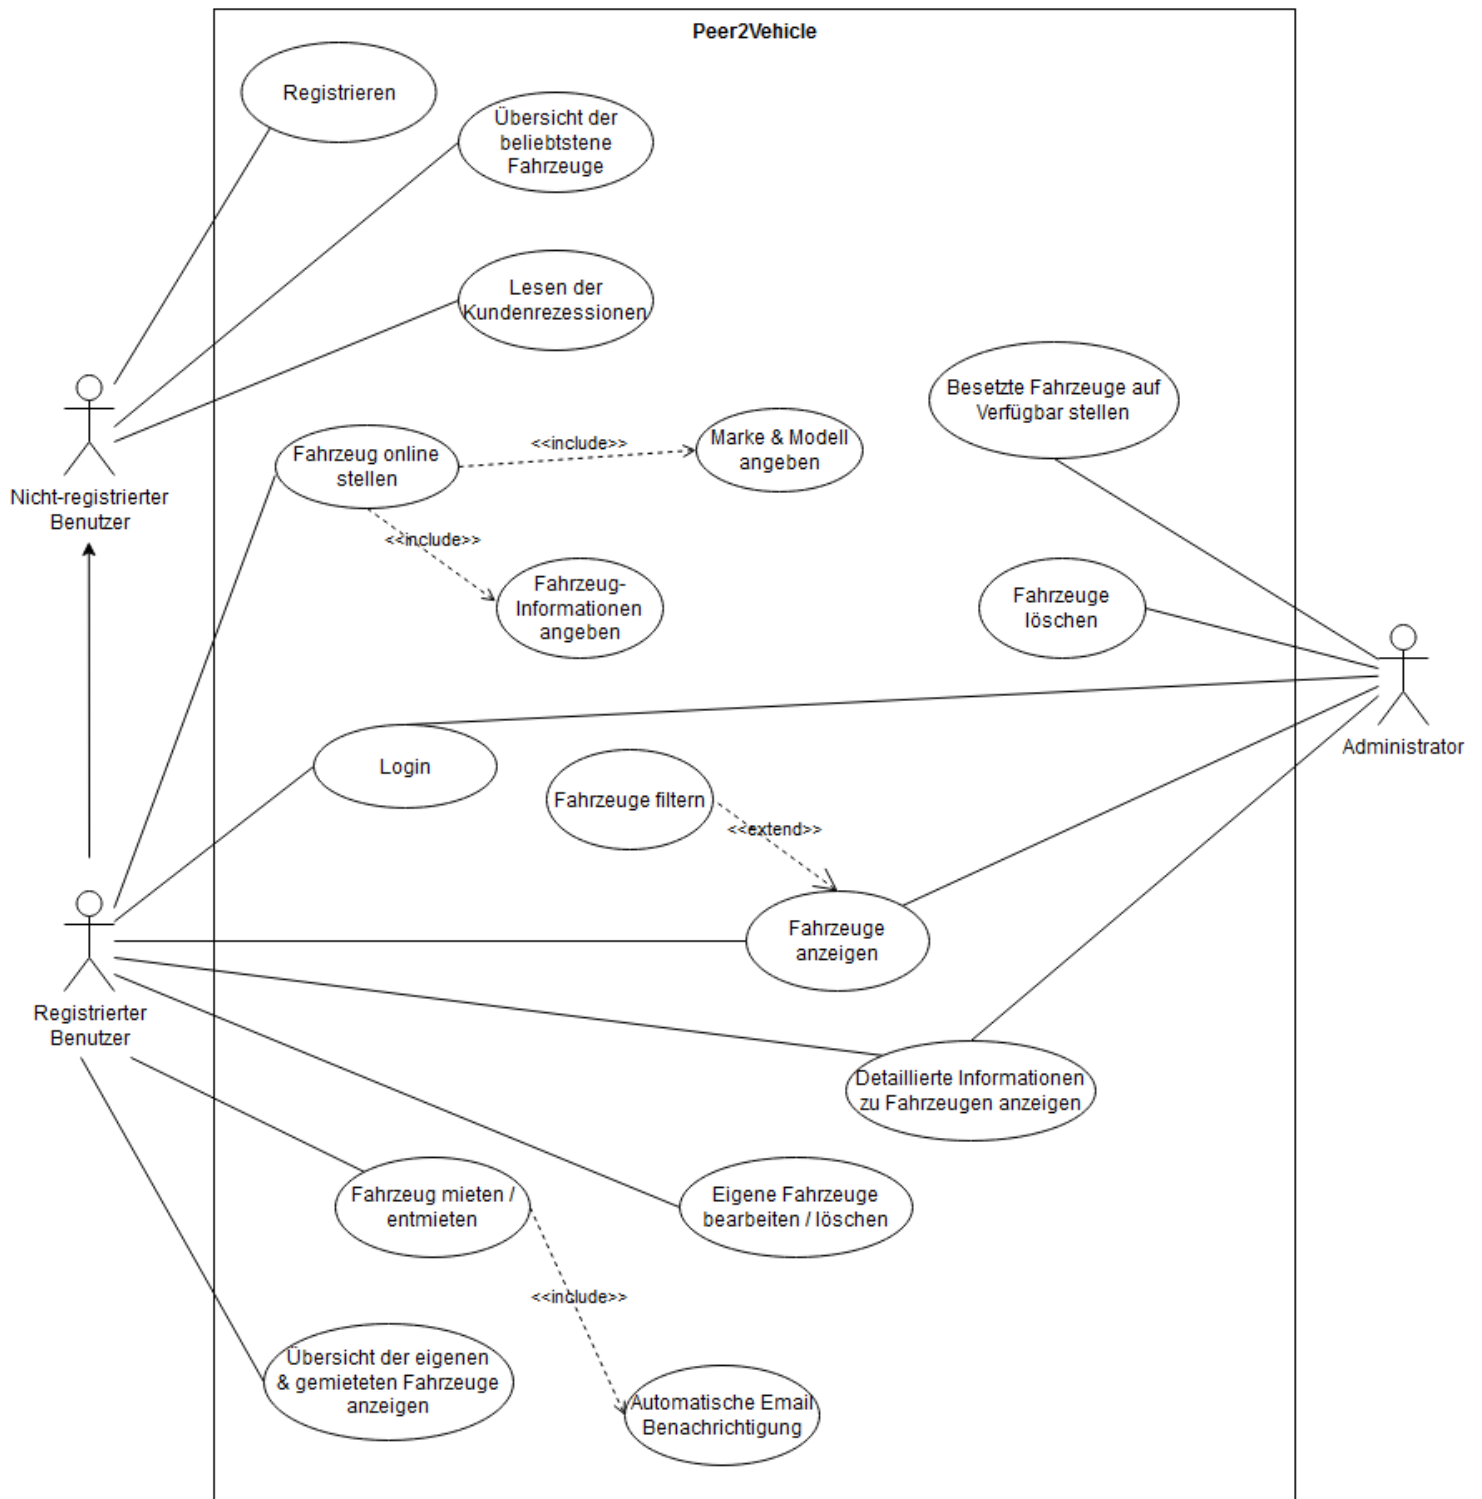 Peer2Vehicle
Registrieren
Übersicht der
beliebtstene
Fahrzeuge
Lesen der
Kundenrezessionen
Besetzte Fahrzeuge auf
Verfügbar stellen
Nicht-registrierter
Benutzer
Fahrzeug online
stellen
<<include>>
Marke & Modell
angeben
<<include>>
Fahrzeug-
Informationen
angeben
Fahrzeuge
löschen
Administrator
Login
Fahrzeuge filtern
<<extend>>
Fahrzeuge
anzeigen
Registrierter
Benutzer
Detaillierte Informationen
zu Fahrzeugen anzeigen
Fahrzeug mieten /
entmieten
Eigene Fahrzeuge
bearbeiten / löschen
<<include>>
Übersicht der eigenen
& gemieteten Fahrzeuge
anzeigen
Automatische Email
Benachrichtigung